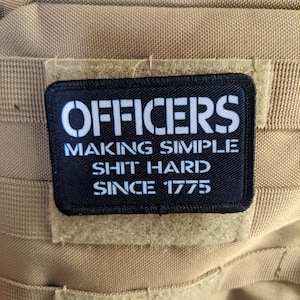 OFFICERS
MAKING SIMPLE
SHIT HARD
SINCE 1775